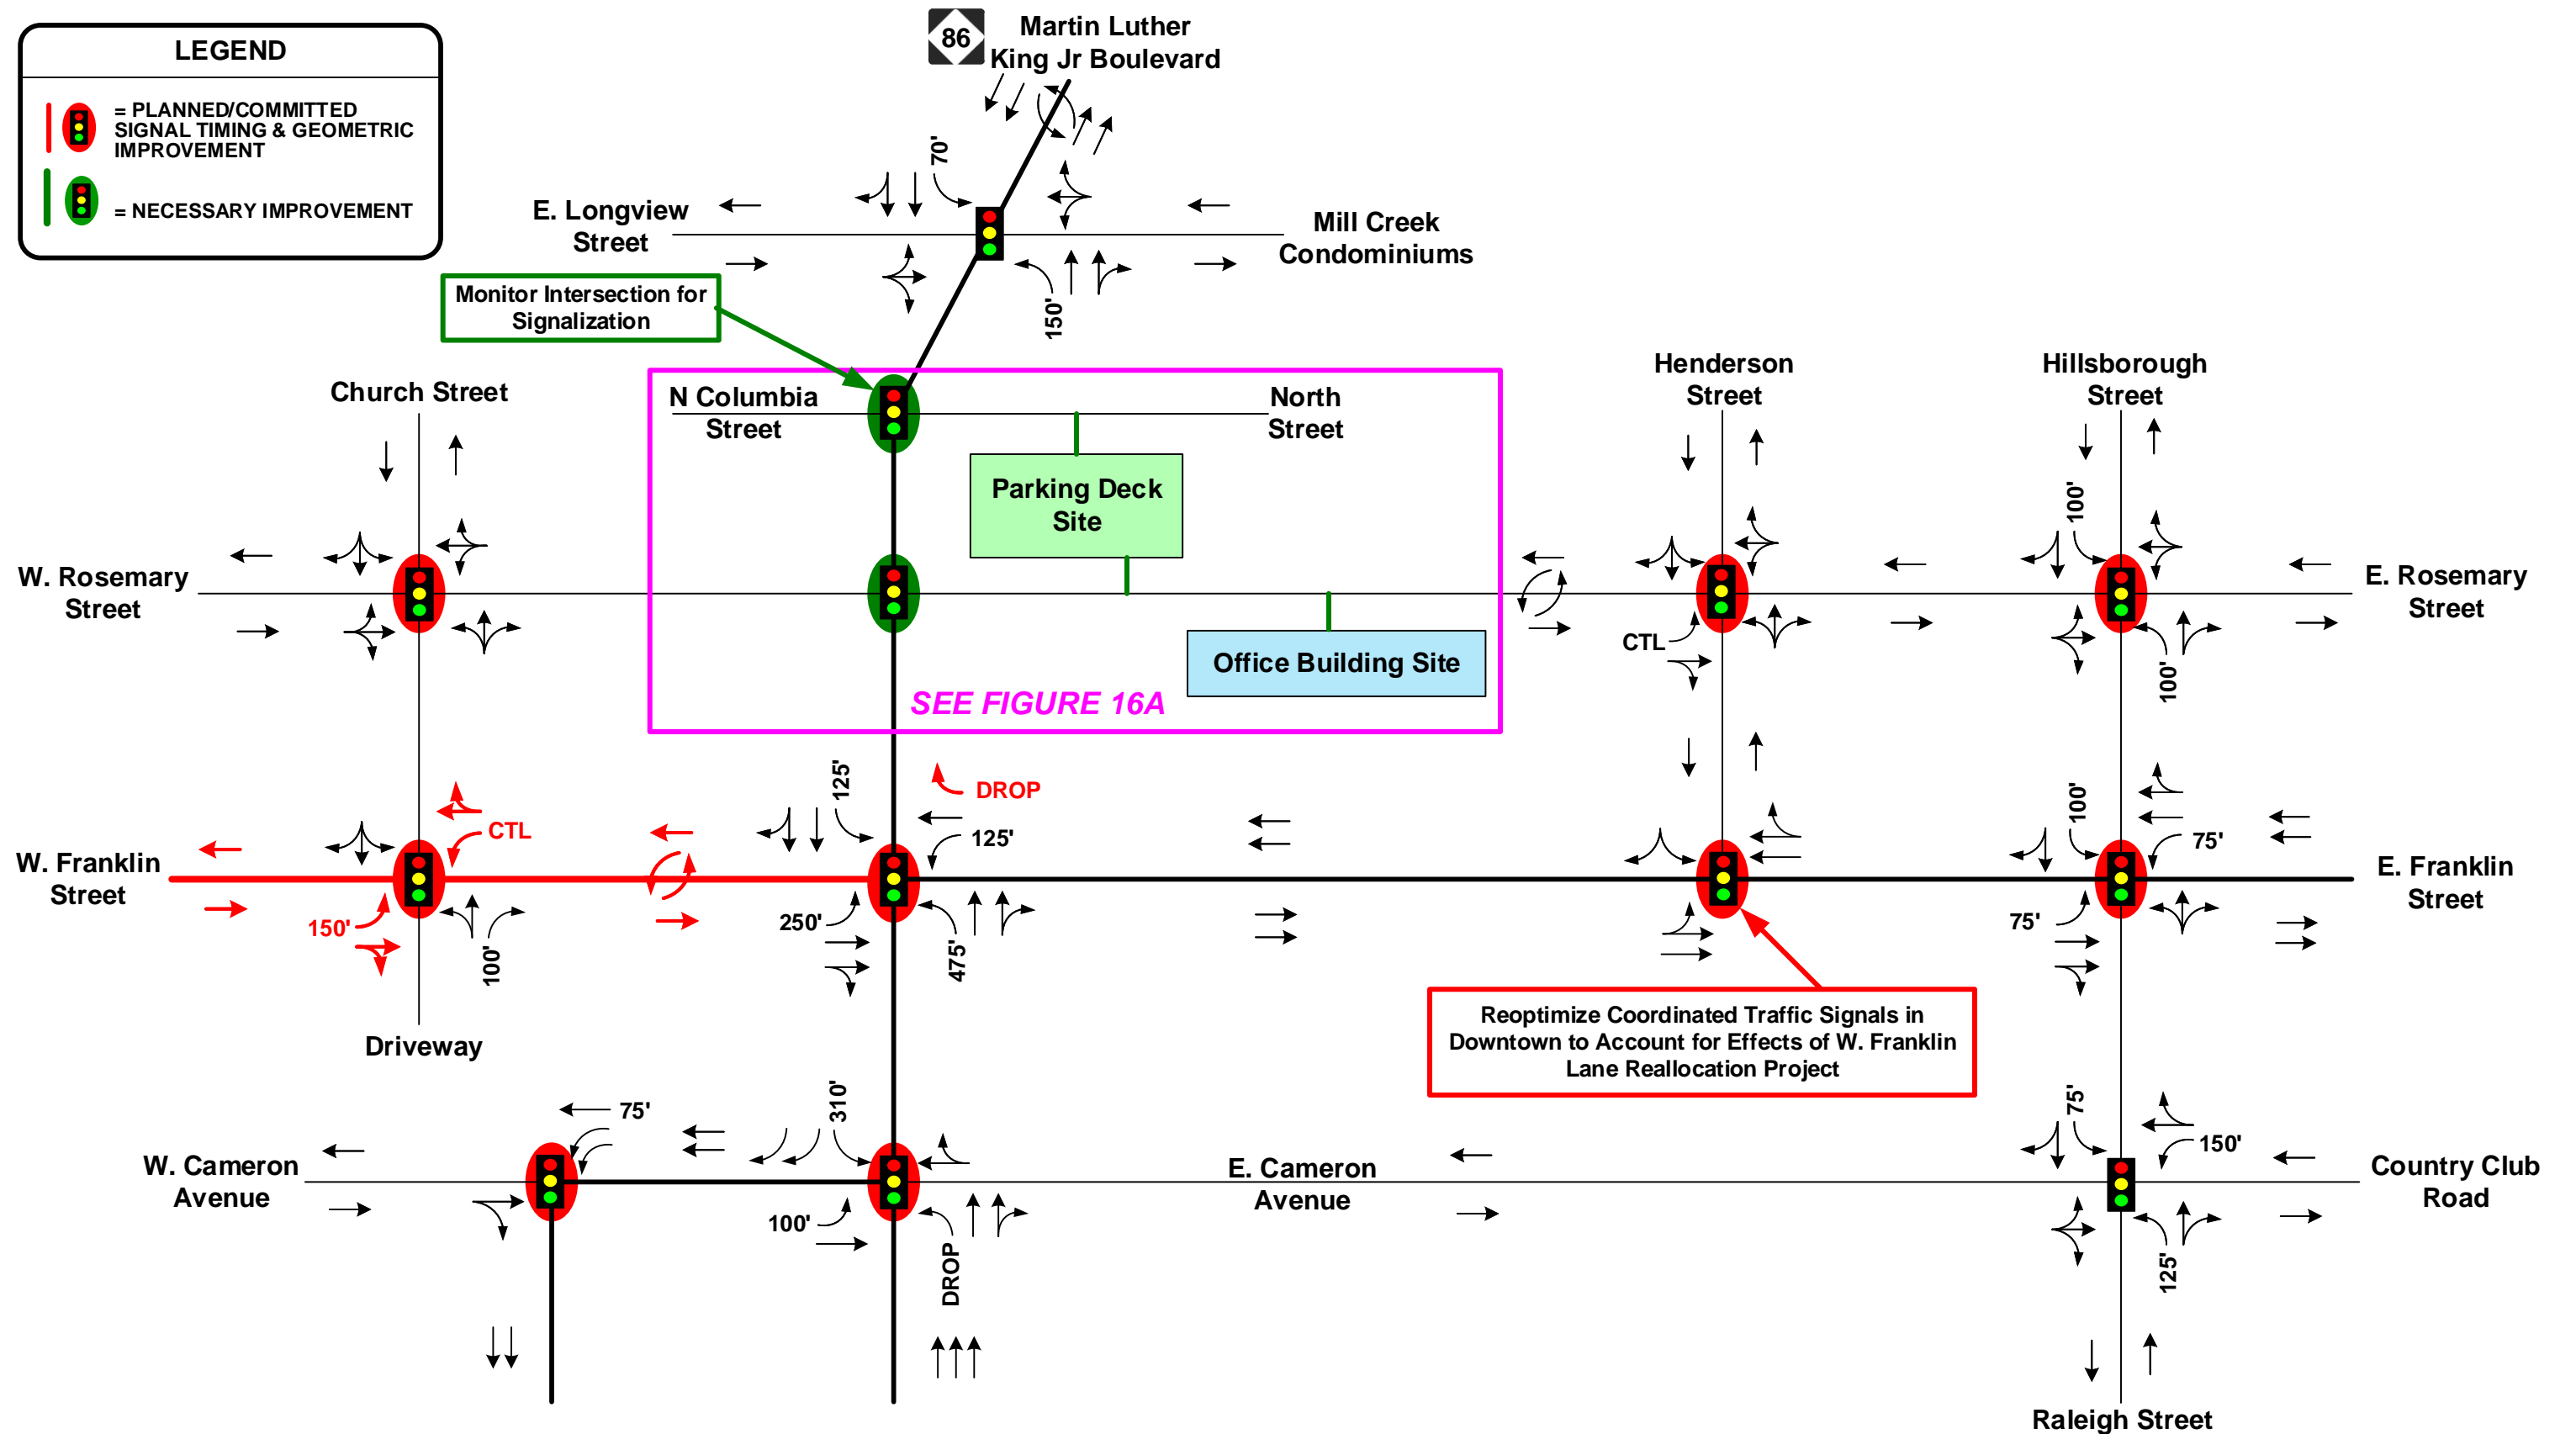 LEGEND
= PLANNED/COMMITTED
SIGNAL TIMING & GEOMETRIC
IMPROVEMENT
= NECESSARY IMPROVEMENT
86
Martin Luther
King Jr Boulevard
70'
E. Longview
Street
Mill Creek
Condominiums
150'
Monitor Intersection for
Signalization
N Columbia
Street
North
Street
Church Street
Henderson
Street
Hillsborough
Street
Parking Deck
Site
100'
W. Rosemary
Street
E. Rosemary
Street
CTL
Office Building Site
100'
SEE FIGURE 16A
125'
DROP
125'
CTL
100'
75'
W. Franklin
Street
E. Franklin
Street
150'
100'
250'
475'
75'
Driveway
Reoptimize Coordinated Traffic Signals in
Downtown to Account for Effects of W. Franklin
Lane Reallocation Project
75'
310'
75'
150'
W. Cameron
Avenue
E. Cameron
Avenue
Country Club
Road
100'
DROP
125'
Raleigh Street